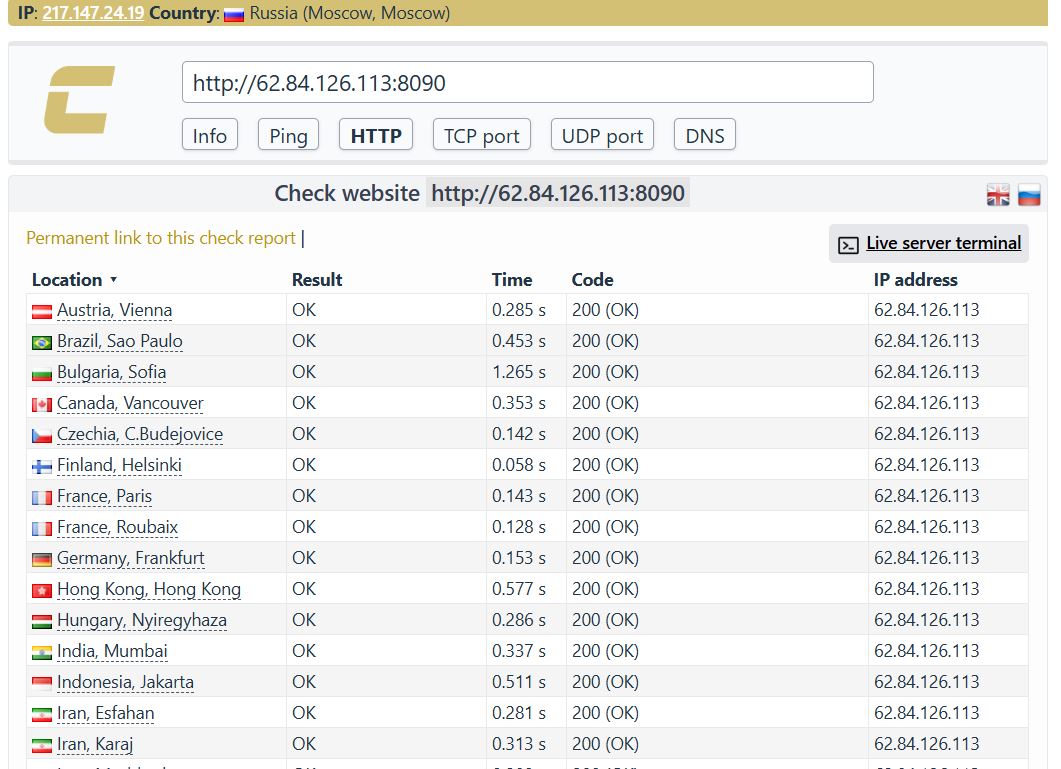 IP: 217.147.24.19 Country: Russia (Moscow, Moscow)
http://62.84.126.113:8090
Info Ping HTTP TCP port UDP port DNS
Check website http://62.84.126.113:8090
Permanent link to this check report |
Live server terminal
Location ▾ Result Time Code IP address
Austria, Vienna OK 0.285 s 200 (OK) 62.84.126.113
Brazil, Sao Paulo OK 0.453 s 200 (OK) 62.84.126.113
Bulgaria, Sofia OK 1.265 s 200 (OK) 62.84.126.113
Canada, Vancouver OK 0.353 s 200 (OK) 62.84.126.113
Czechia, C.Budejovice OK 0.142 s 200 (OK) 62.84.126.113
Finland, Helsinki OK 0.058 s 200 (OK) 62.84.126.113
France, Paris OK 0.143 s 200 (OK) 62.84.126.113
France, Roubaix OK 0.128 s 200 (OK) 62.84.126.113
Germany, Frankfurt OK 0.153 s 200 (OK) 62.84.126.113
Hong Kong, Hong Kong OK 0.577 s 200 (OK) 62.84.126.113
Hungary, Nyiregyhaza OK 0.286 s 200 (OK) 62.84.126.113
India, Mumbai OK 0.337 s 200 (OK) 62.84.126.113
Indonesia, Jakarta OK 0.511 s 200 (OK) 62.84.126.113
Iran, Esfahan OK 0.281 s 200 (OK) 62.84.126.113
Iran, Karaj OK 0.313 s 200 (OK) 62.84.126.113